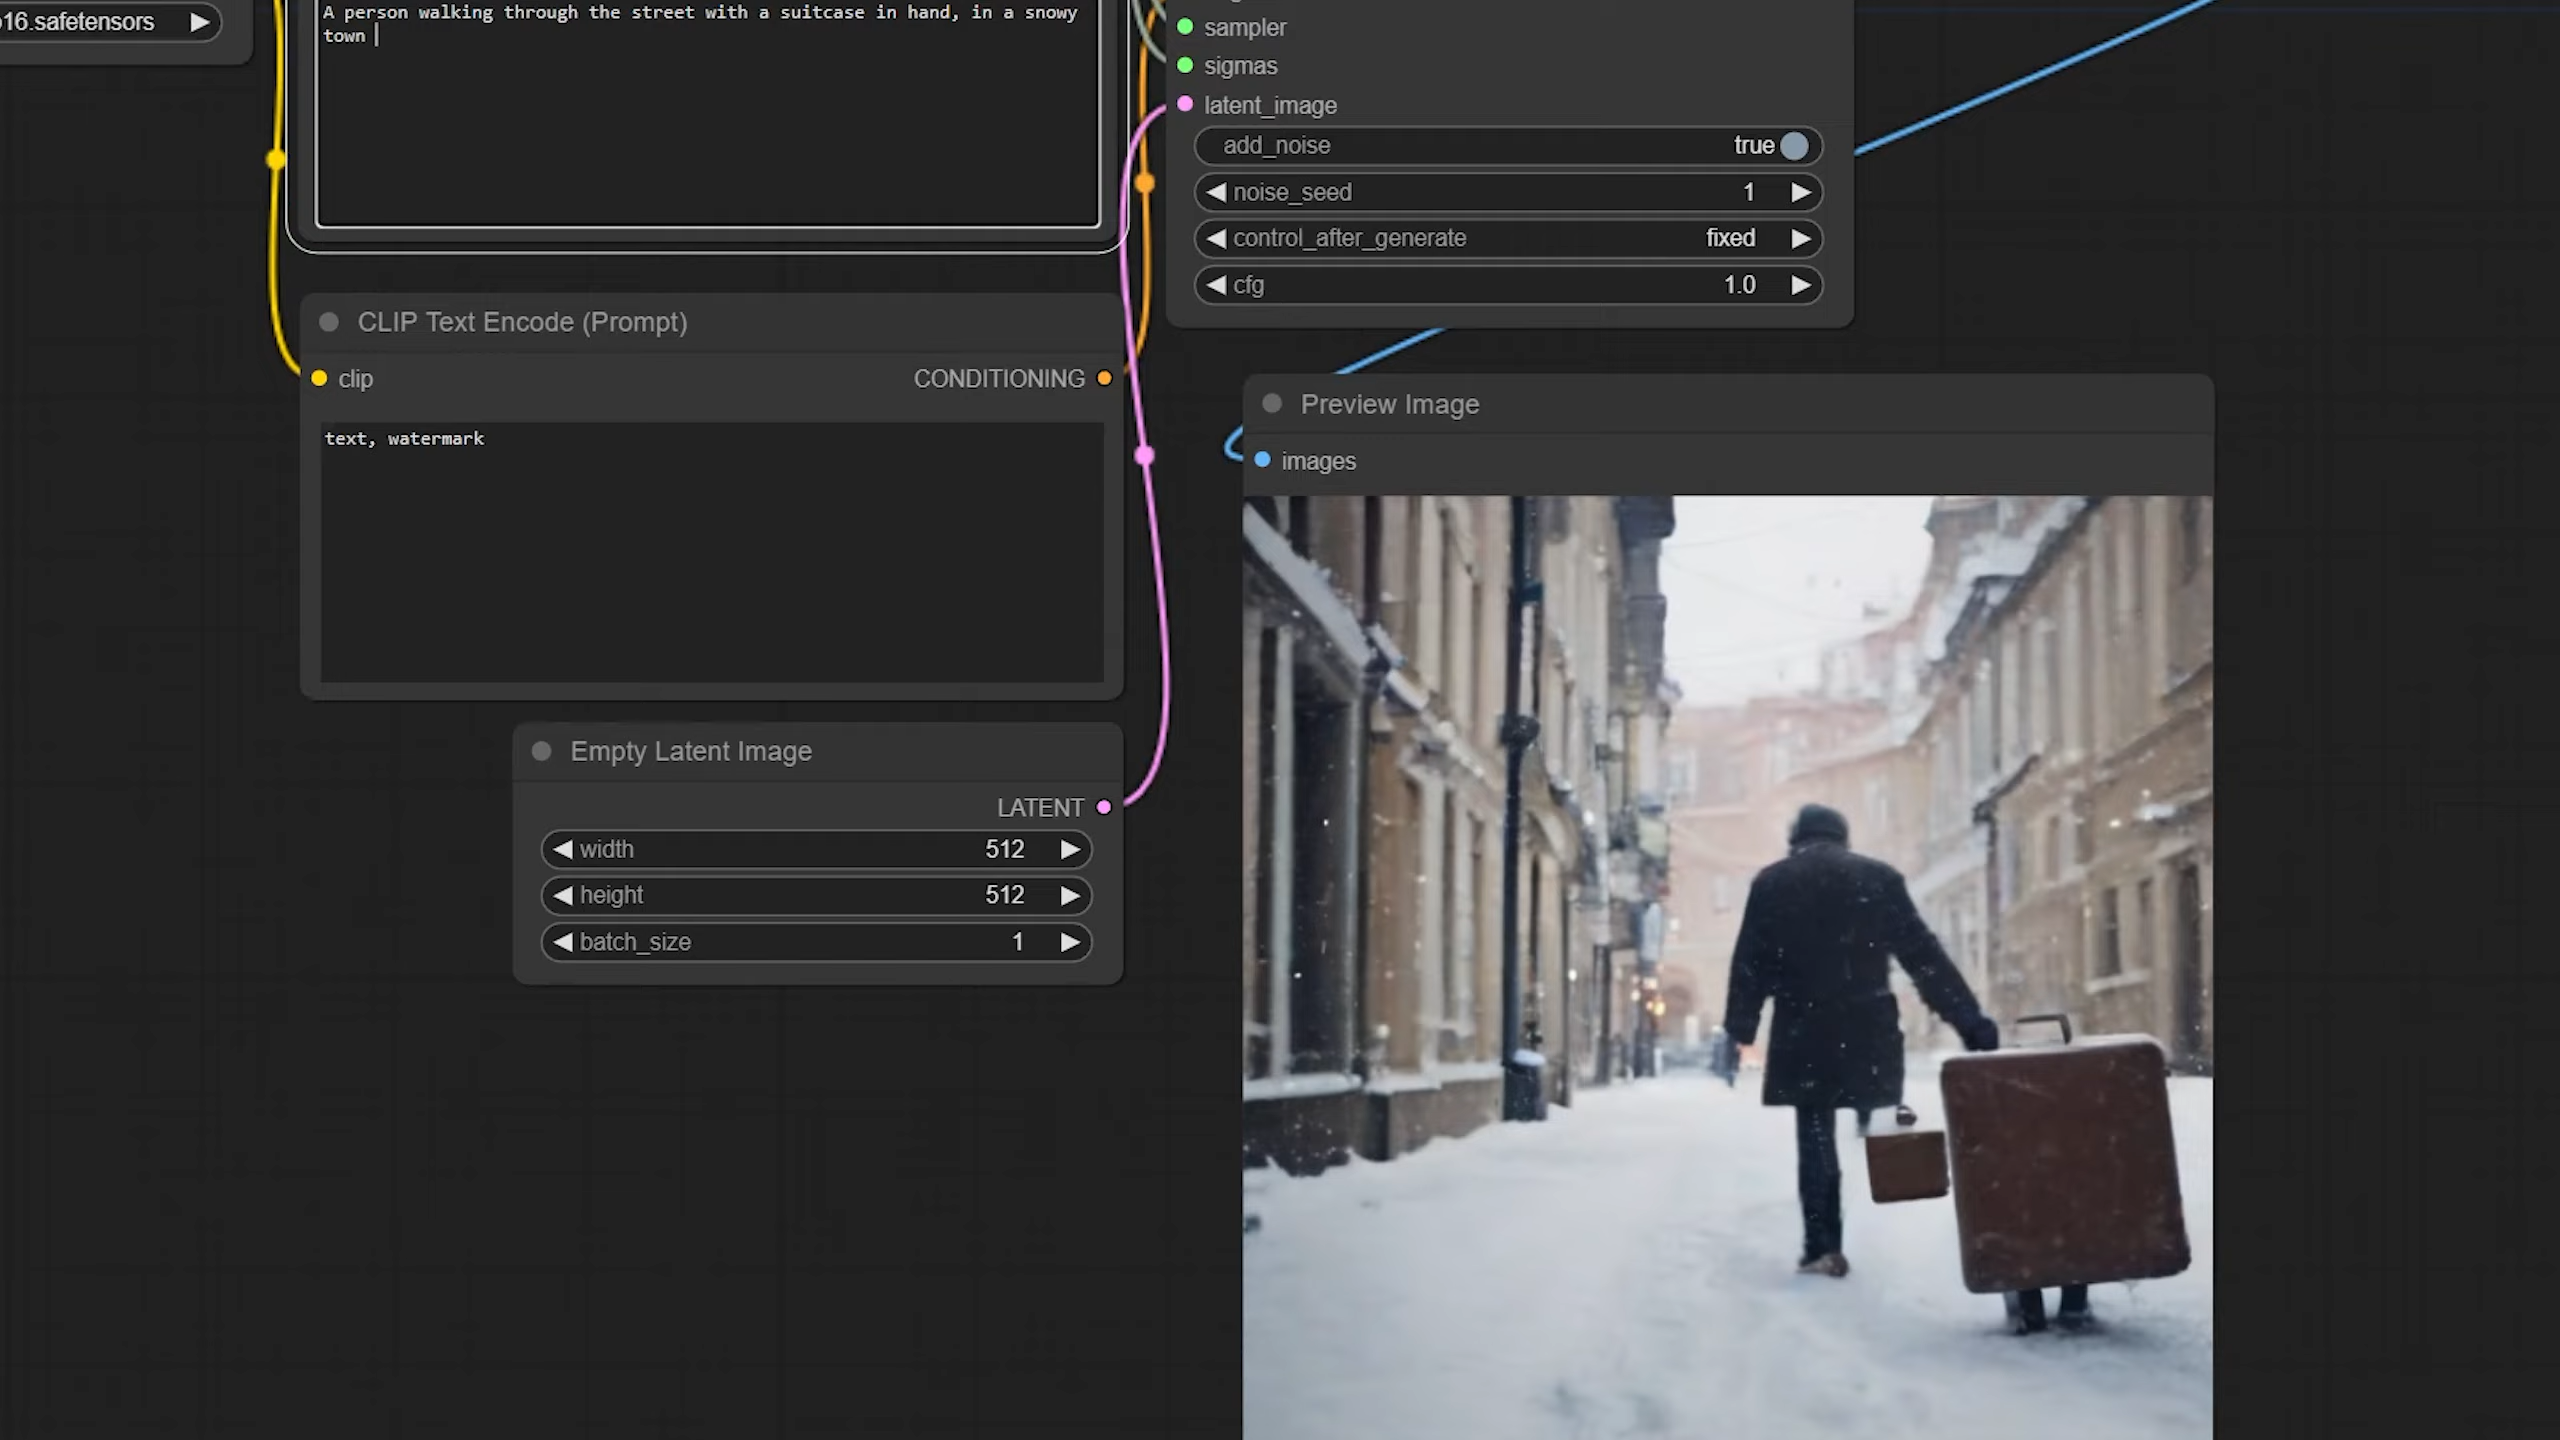 16.safetensors
A person walking through the street with a suitcase in hand, in a snowy
town
sampler
sigmas
latent_image
add_noise true
noise_seed 1
control_after_generate fixed
cfg 1.0
CLIP Text Encode (Prompt)
clip CONDITIONING
text, watermark
Empty Latent Image
LATENT
width 512
height 512
batch_size 1
Preview Image
images